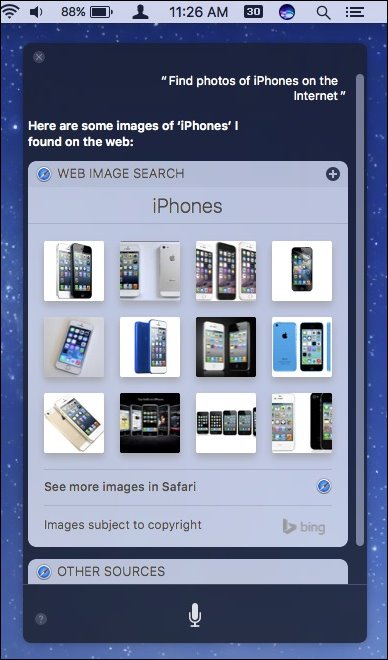 88% 11:26 AM 30
“ Find photos of iPhones on the
Internet ”
Here are some images of ‘iPhones’ I
found on the web:
WEB IMAGE SEARCH
iPhones
See more images in Safari
Images subject to copyright
bing
OTHER SOURCES
?